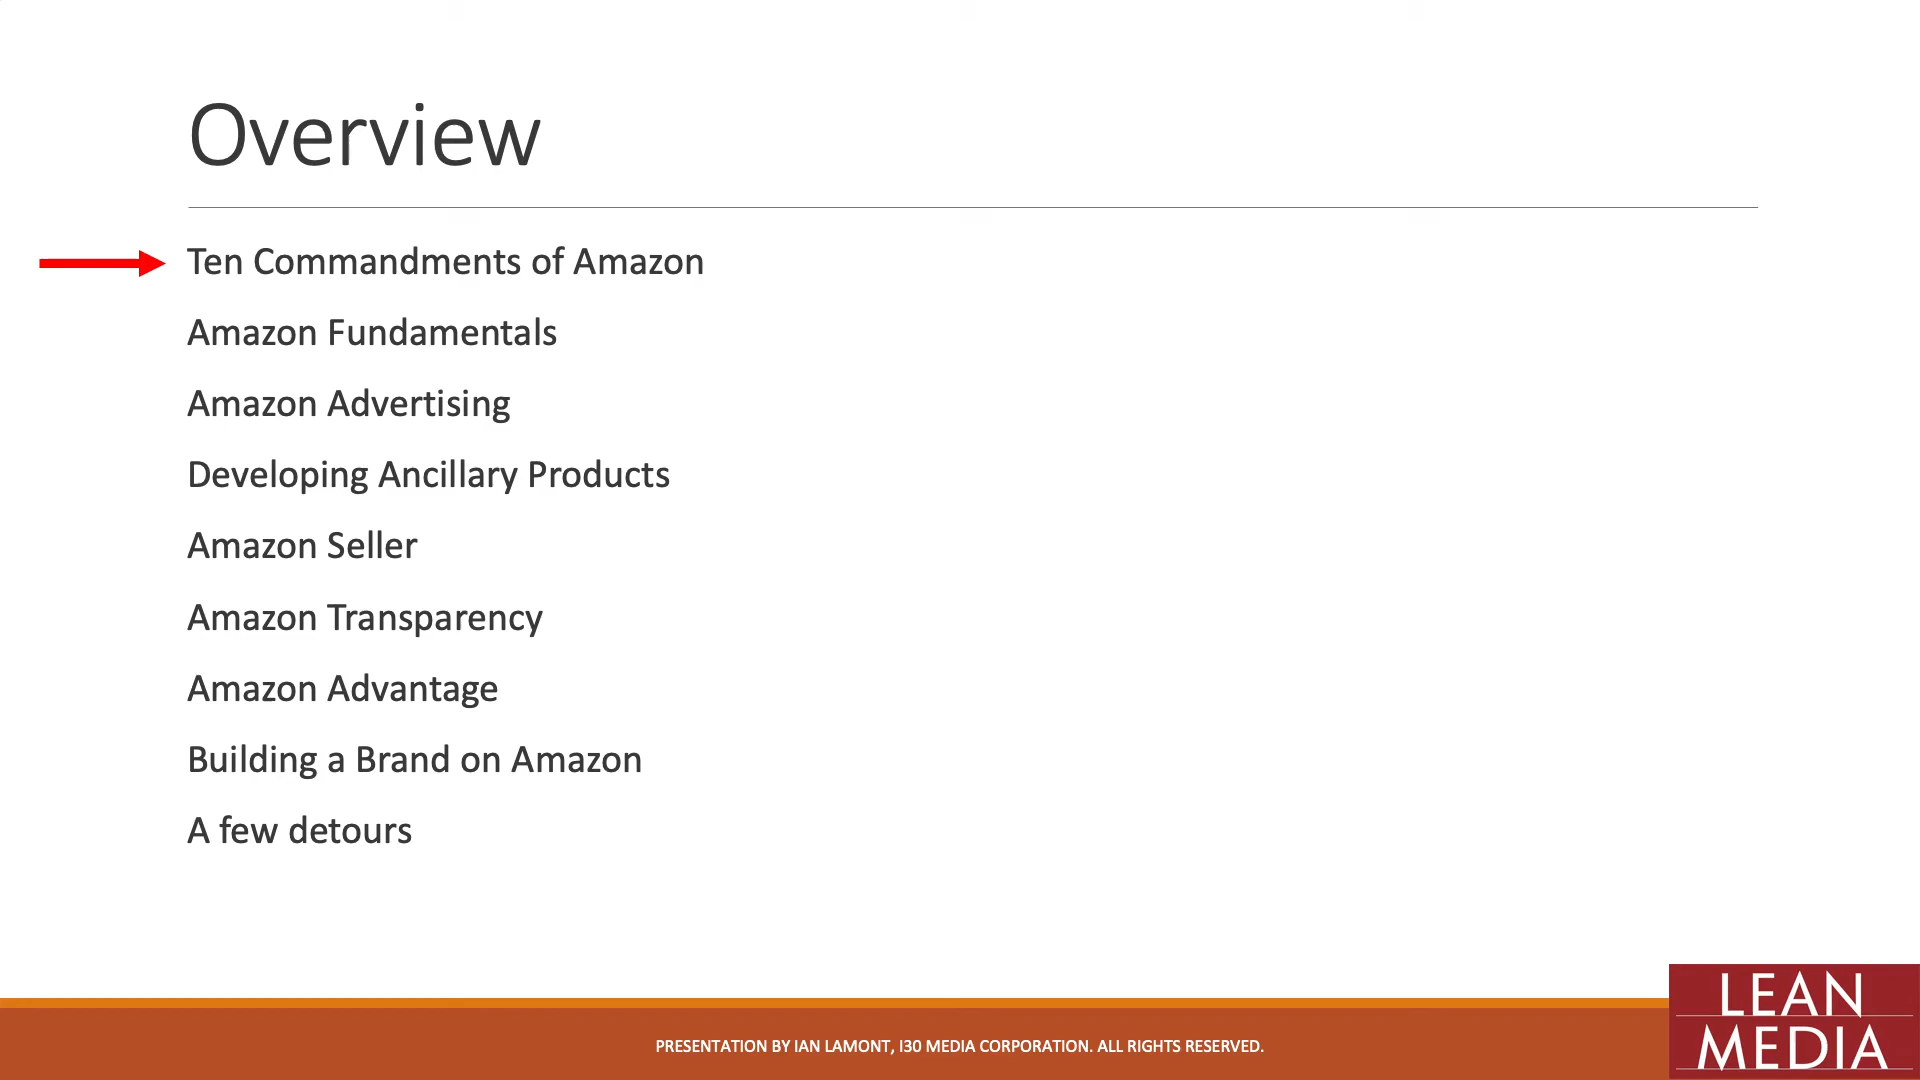 Overview
Ten Commandments of Amazon
Amazon Fundamentals
Amazon Advertising
Developing Ancillary Products
Amazon Seller
Amazon Transparency
Amazon Advantage
Building a Brand on Amazon
A few detours
PRESENTATION BY IAN LAMONT, I30 MEDIA CORPORATION. ALL RIGHTS RESERVED.
LEAN
MEDIA